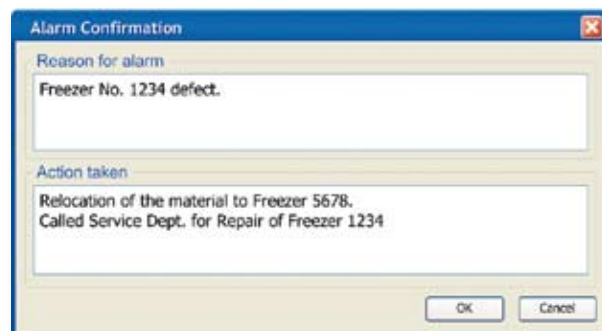 Alarm Confirmation
Reason for alarm
Freezer No. 1234 defect.
Action taken
Relocation of the material to Freezer 5678.
Called Service Dept. for Repair of Freezer 1234
OK
Cancel